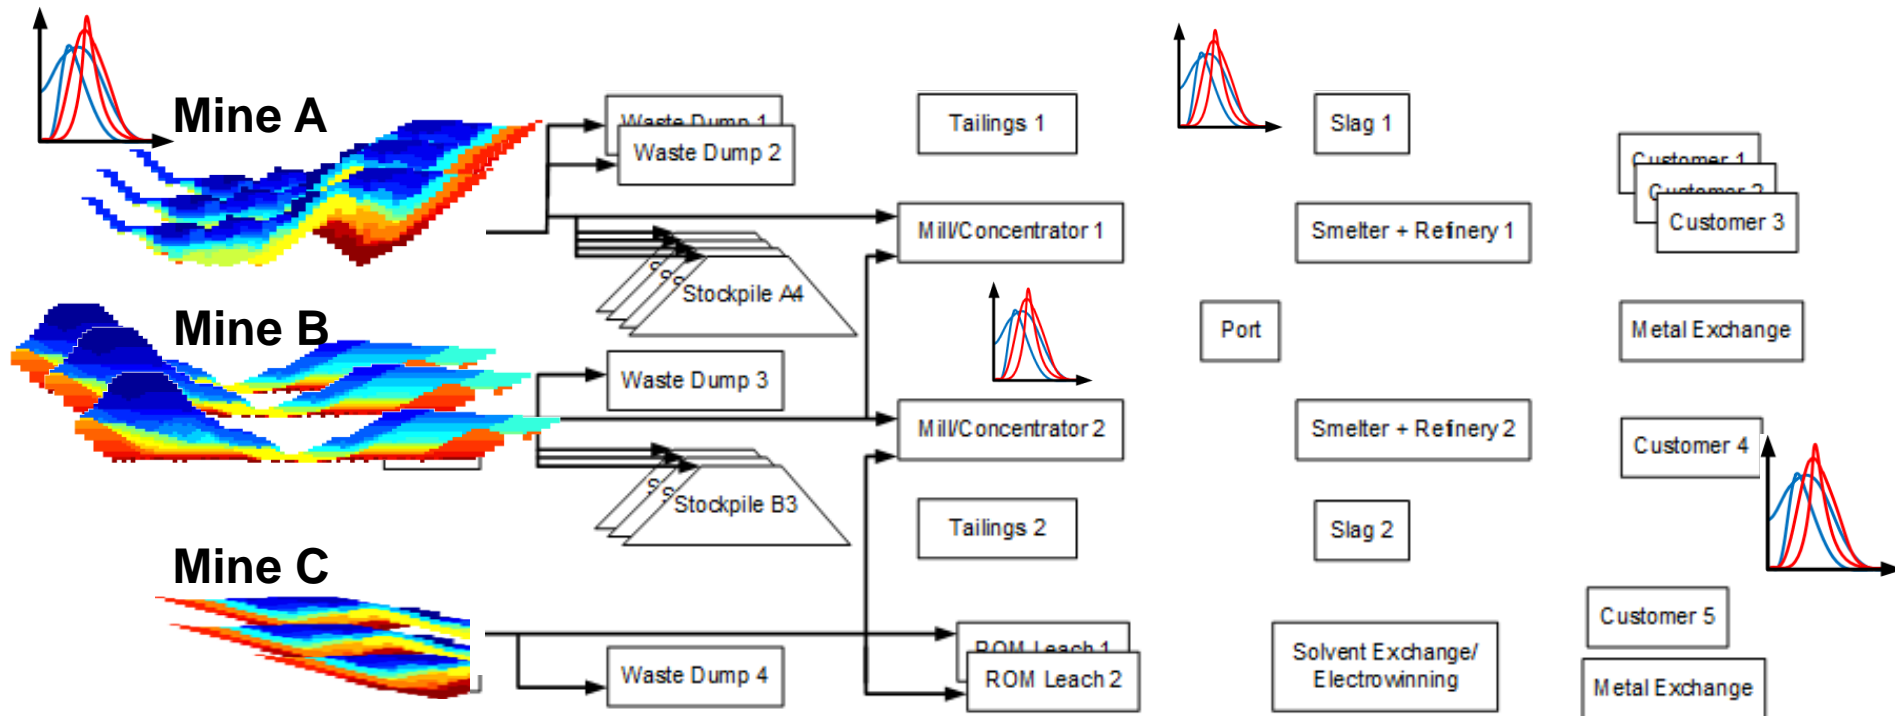 Mine A
Waste Dump 1
Waste Dump 2
Tailings 1
Slag 1
Customer 1
Customer 2
Customer 3
Mill/Concentrator 1
Smelter + Refinery 1
S
S
S
Stockpile A4
Mine B
Port
Metal Exchange
Waste Dump 3
Mill/Concentrator 2
Smelter + Refinery 2
Customer 4
S
S
Stockpile B3
Tailings 2
Slag 2
Mine C
Customer 5
ROM Leach 1
ROM Leach 2
Waste Dump 4
Solvent Exchange/
Electrowinning
Metal Exchange